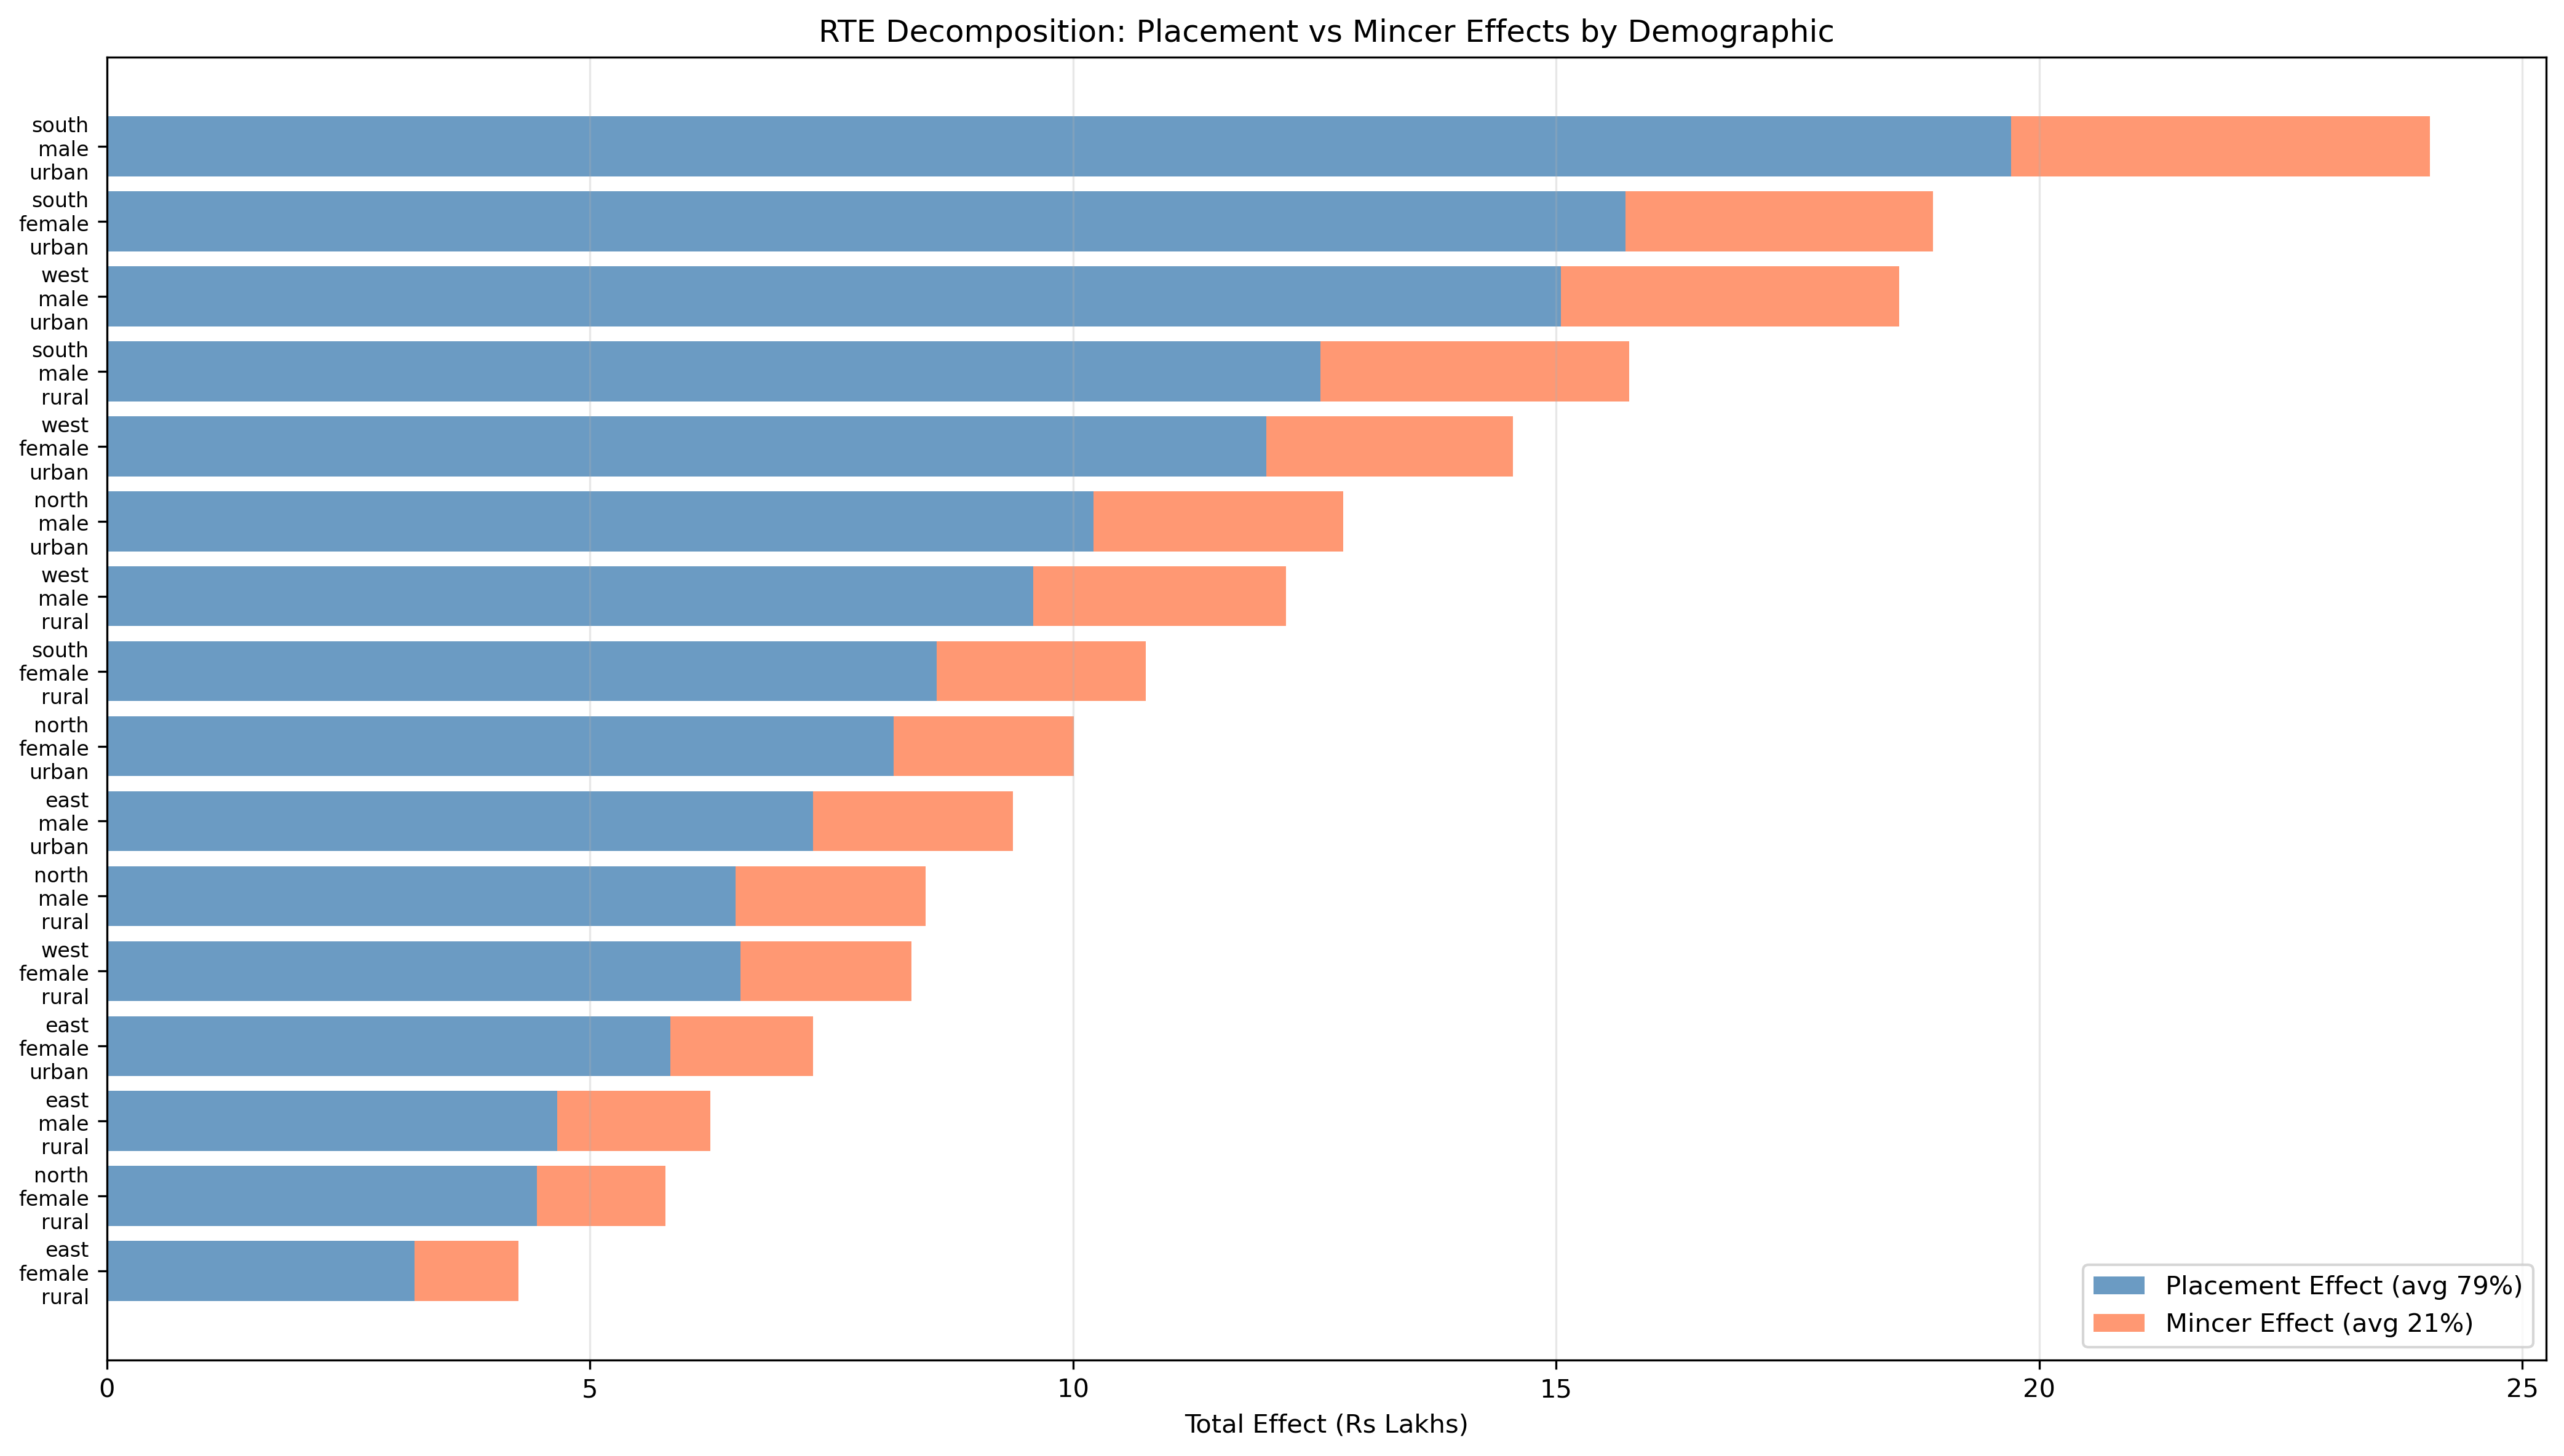 RTE Decomposition: Placement vs Mincer Effects by Demographic
south
male
urban
south
female
urban
west
male
urban
south
male
rural
west
female
urban
north
male
urban
west
male
rural
south
female
rural
north
female
urban
east
male
urban
north
male
rural
west
female
rural
east
female
urban
east
male
rural
north
female
rural
east
female
rural
Placement Effect (avg 79%)
Mincer Effect (avg 21%)
0 5 10 15 20 25
Total Effect (Rs Lakhs)